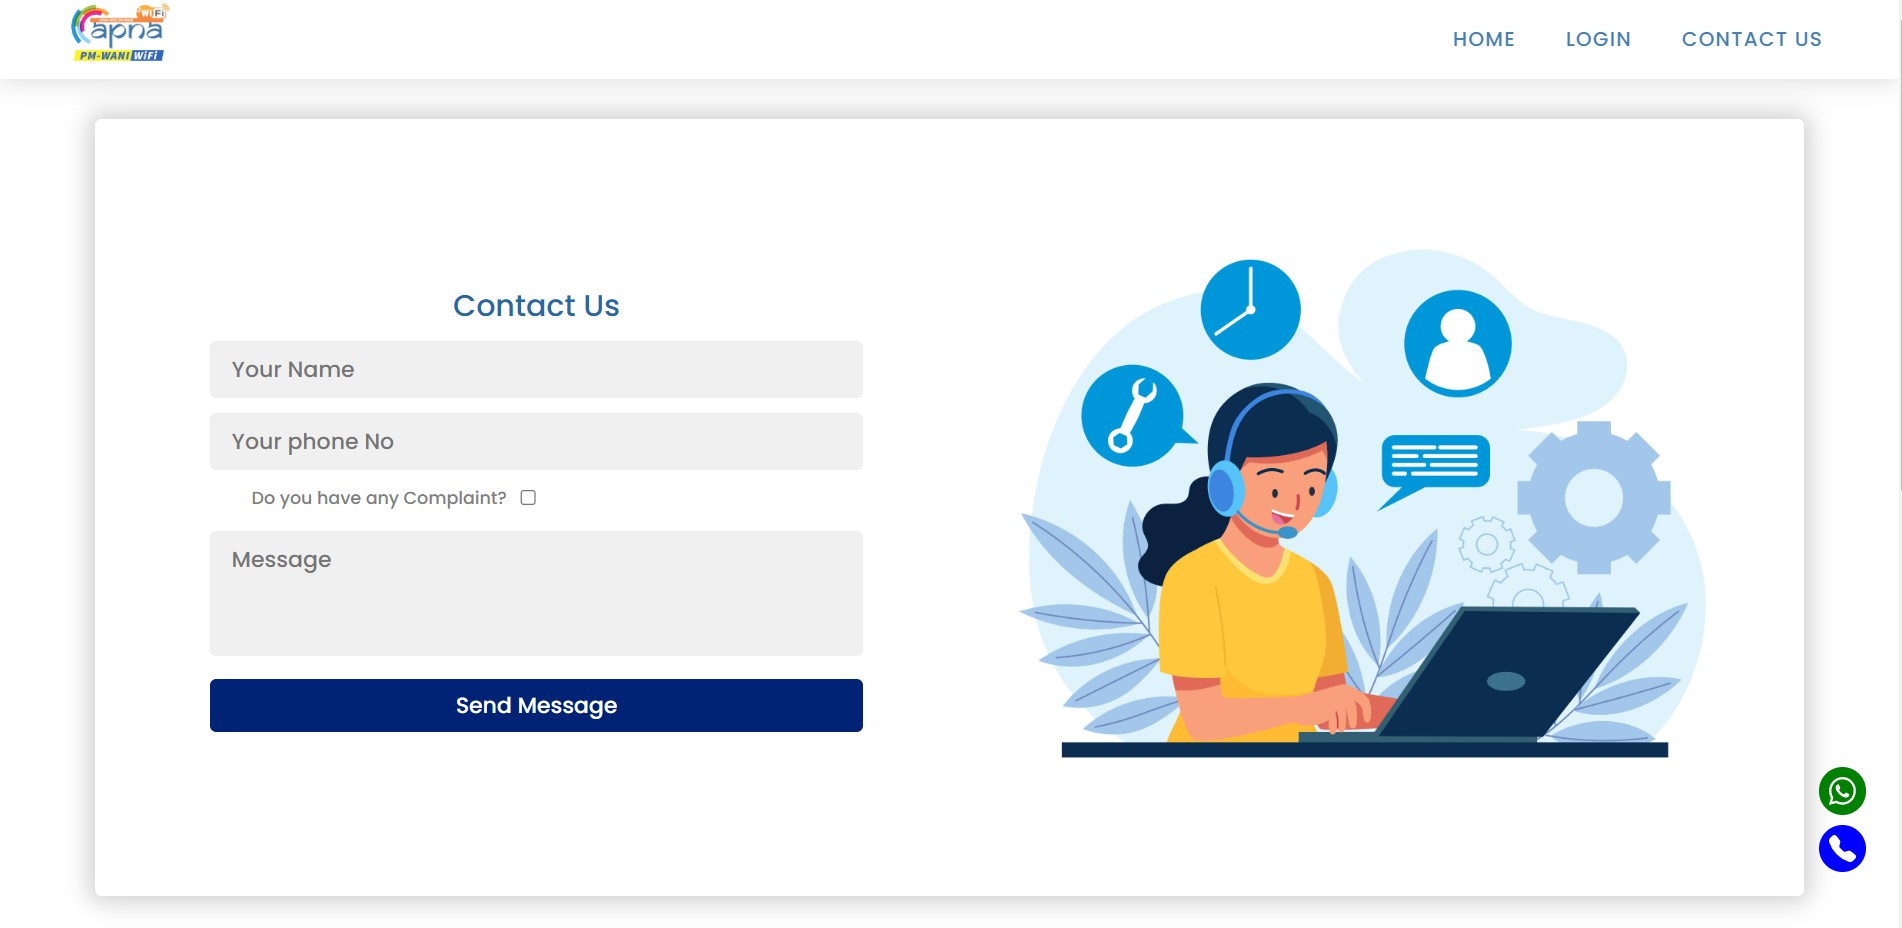 WiFi
apna
PM-WANI WiFi
HOME
LOGIN
CONTACT US
Contact Us
Your Name
Your phone No
Do you have any Complaint?
Message
Send Message